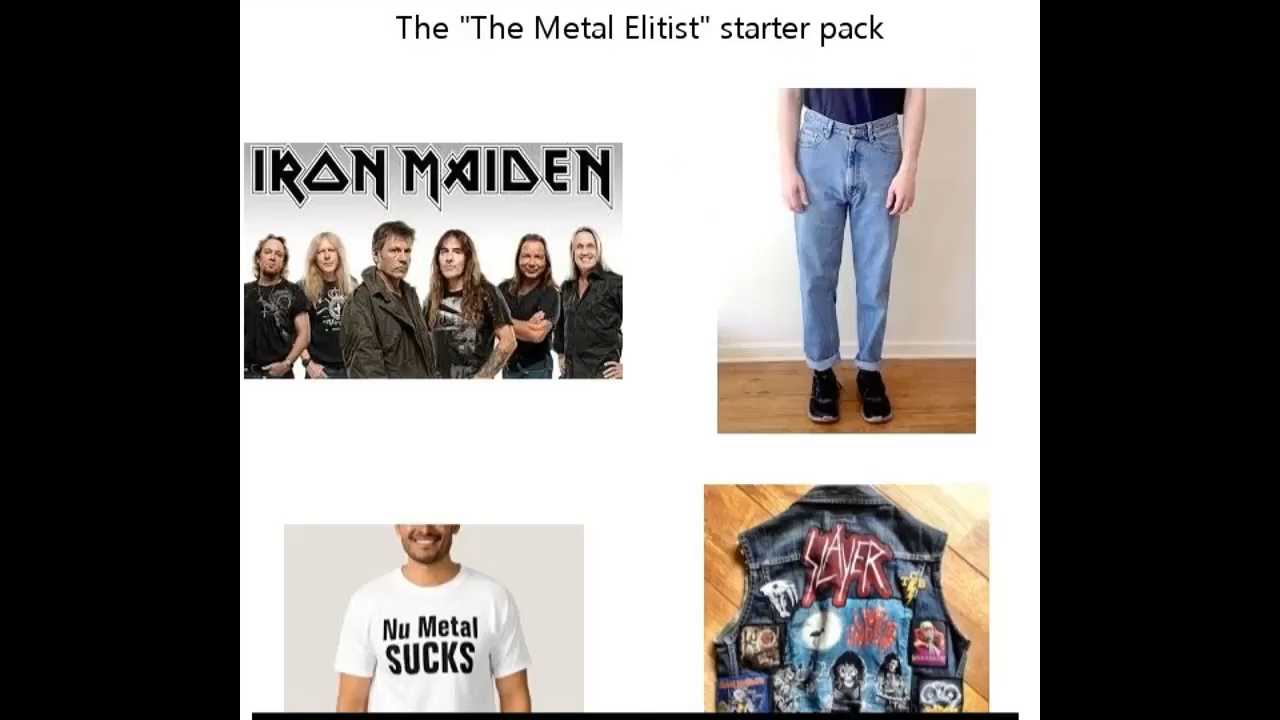 The "The Metal Elitist" starter pack
IRON MAIDEN
Nu Metal
SUCKS
SLAYER